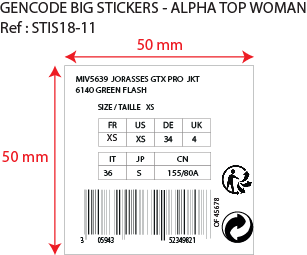 GENCODE BIG STICKERS - ALPHA TOP WOMAN
Ref : STIS18-11
50 mm
50 mm
MIV5639 JORASSES GTX PRO JKT
6140 GREEN FLASH
SIZE / TAILLE XS
FR US DE UK
XS XS 34 4
IT JP CN
36 S 155/80A
OF 45678
3 05943 52349821